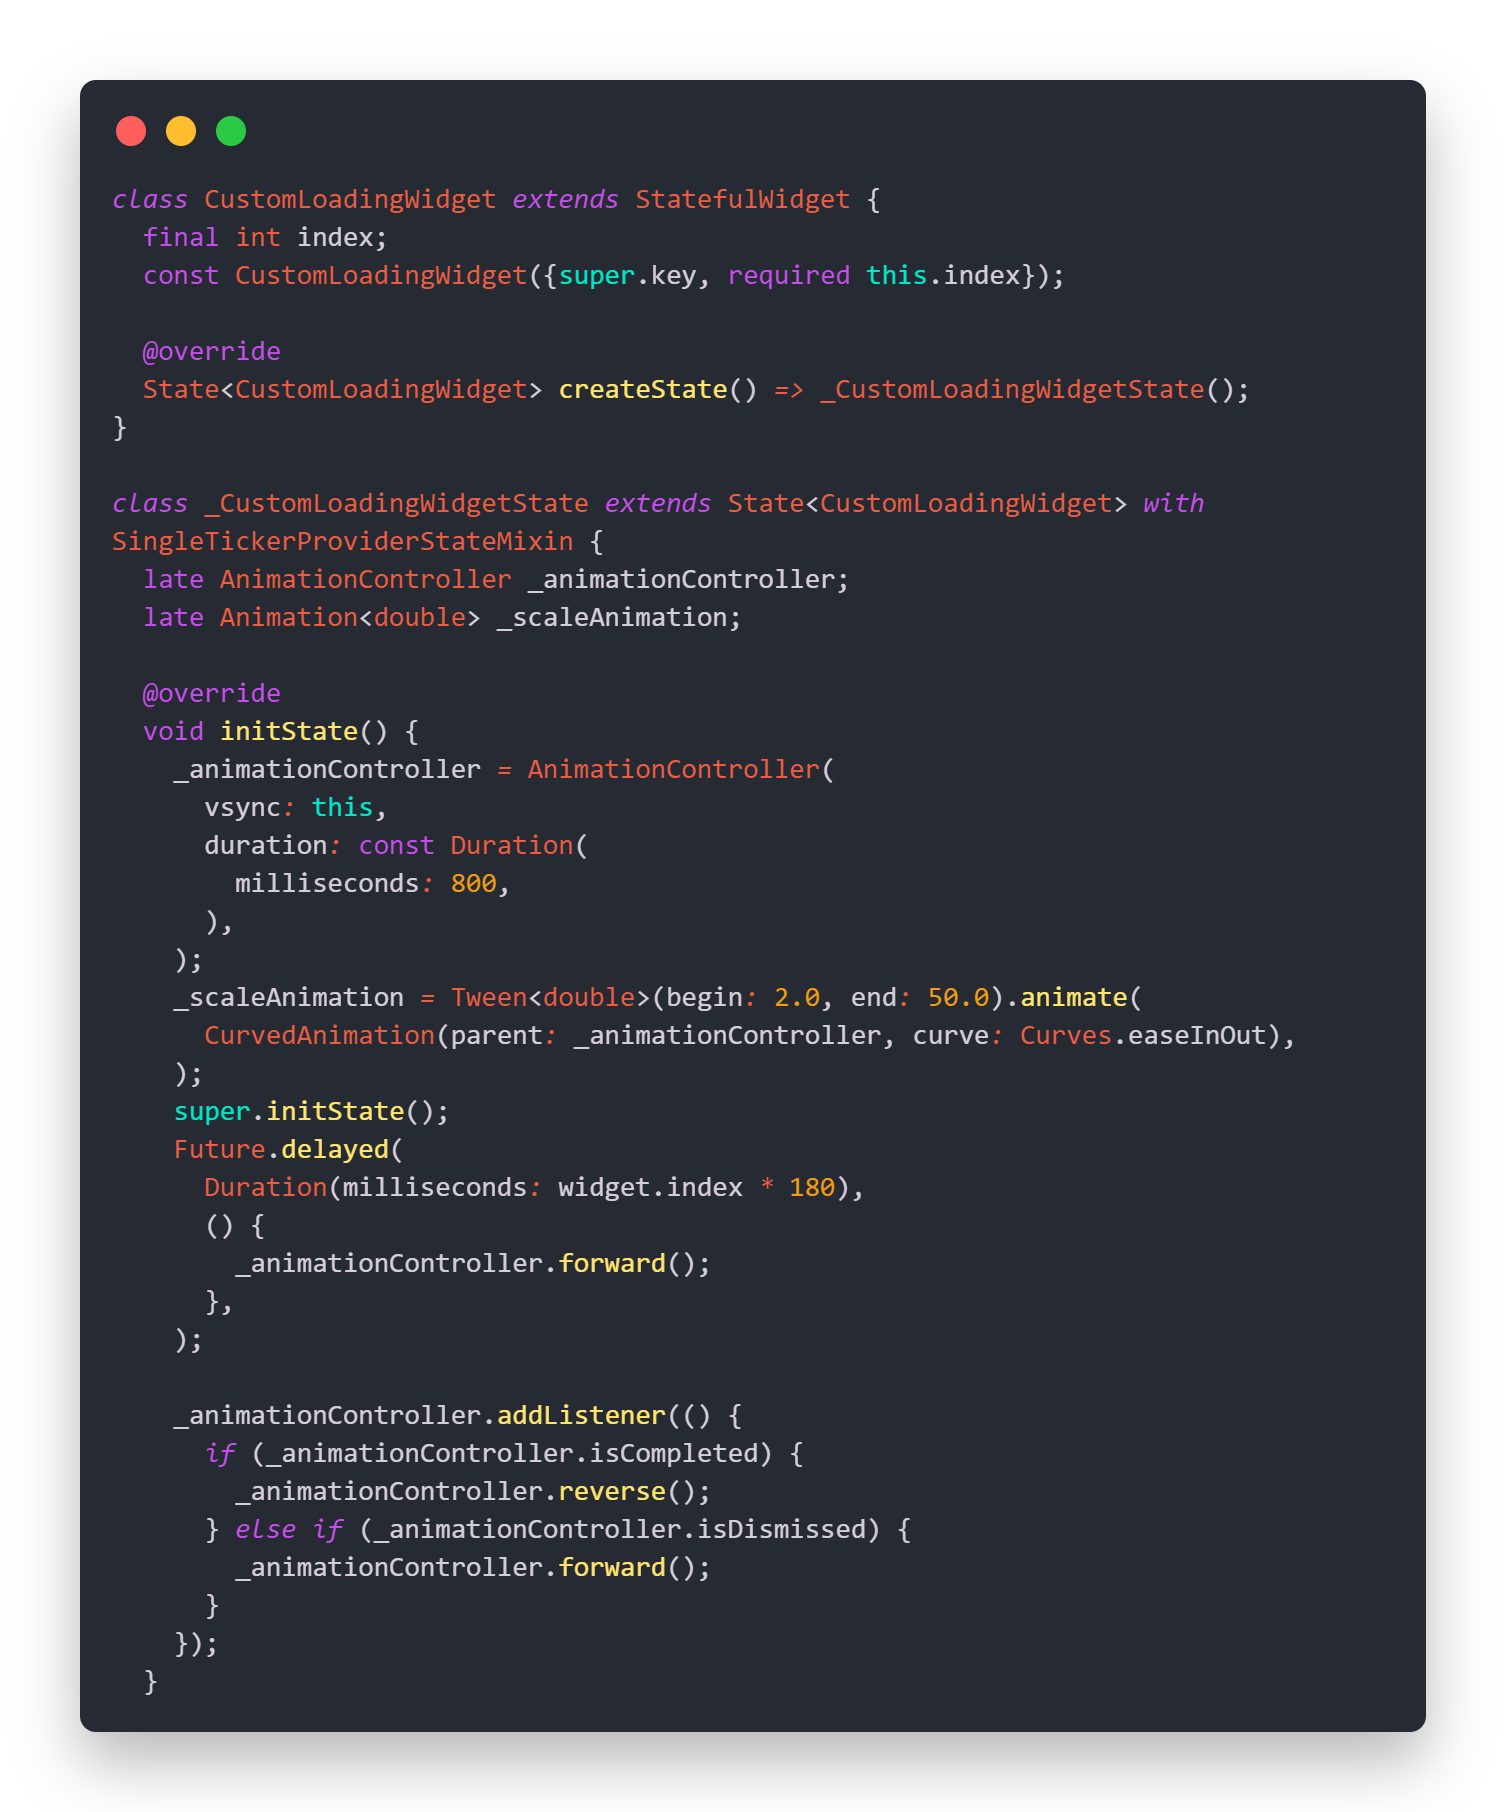 class CustomLoadingWidget extends StatefulWidget {
  final int index;
  const CustomLoadingWidget({super.key, required this.index});

  @override
  State<CustomLoadingWidget> createState() => _CustomLoadingWidgetState();
}

class _CustomLoadingWidgetState extends State<CustomLoadingWidget> with
SingleTickerProviderStateMixin {
  late AnimationController _animationController;
  late Animation<double> _scaleAnimation;

  @override
  void initState() {
    _animationController = AnimationController(
      vsync: this,
      duration: const Duration(
        milliseconds: 800,
      ),
    );
    _scaleAnimation = Tween<double>(begin: 2.0, end: 50.0).animate(
      CurvedAnimation(parent: _animationController, curve: Curves.easeInOut),
    );
    super.initState();
    Future.delayed(
      Duration(milliseconds: widget.index * 180),
      () {
        _animationController.forward();
      },
    );

    _animationController.addListener(() {
      if (_animationController.isCompleted) {
        _animationController.reverse();
      } else if (_animationController.isDismissed) {
        _animationController.forward();
      }
    });
  }